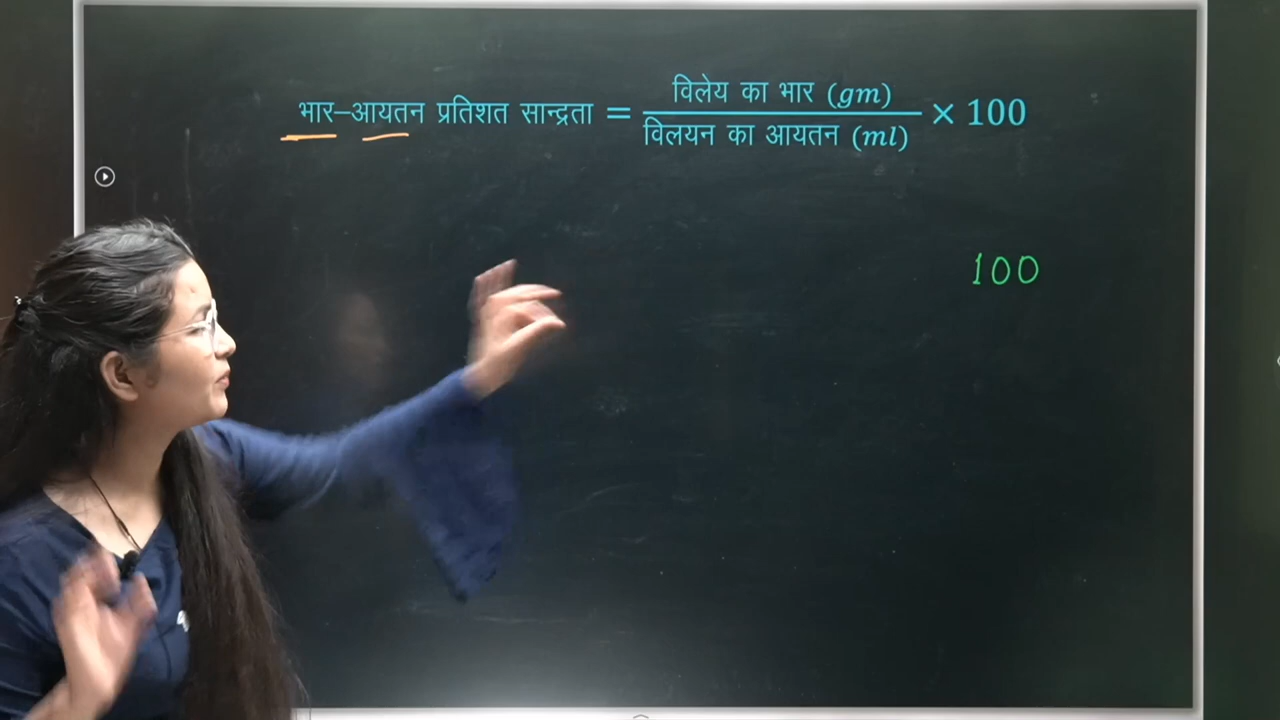 भार–आयतन प्रतिशत सान्द्रता = विलेय का भार (gm) / विलयन का आयतन (ml) × 100
100